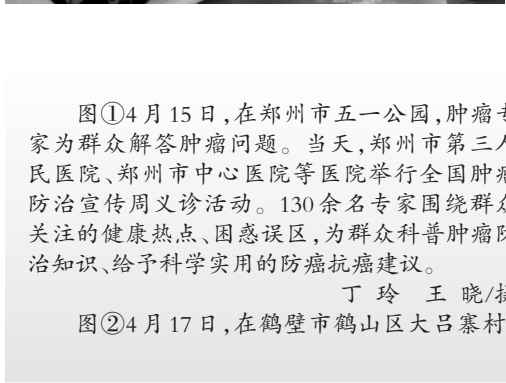 图①4月15日,在郑州市五一公园,肿瘤专
家为群众解答肿瘤问题。当天,郑州市第三人
民医院、郑州市中心医院等医院举行全国肿瘤
防治宣传周义诊活动。130余名专家围绕群众
关注的健康热点、困惑误区,为群众科普肿瘤防
治知识、给予科学实用的防癌抗癌建议。
丁 玲 王 晓/摄
图②4月17日,在鹤壁市鹤山区大吕寨村